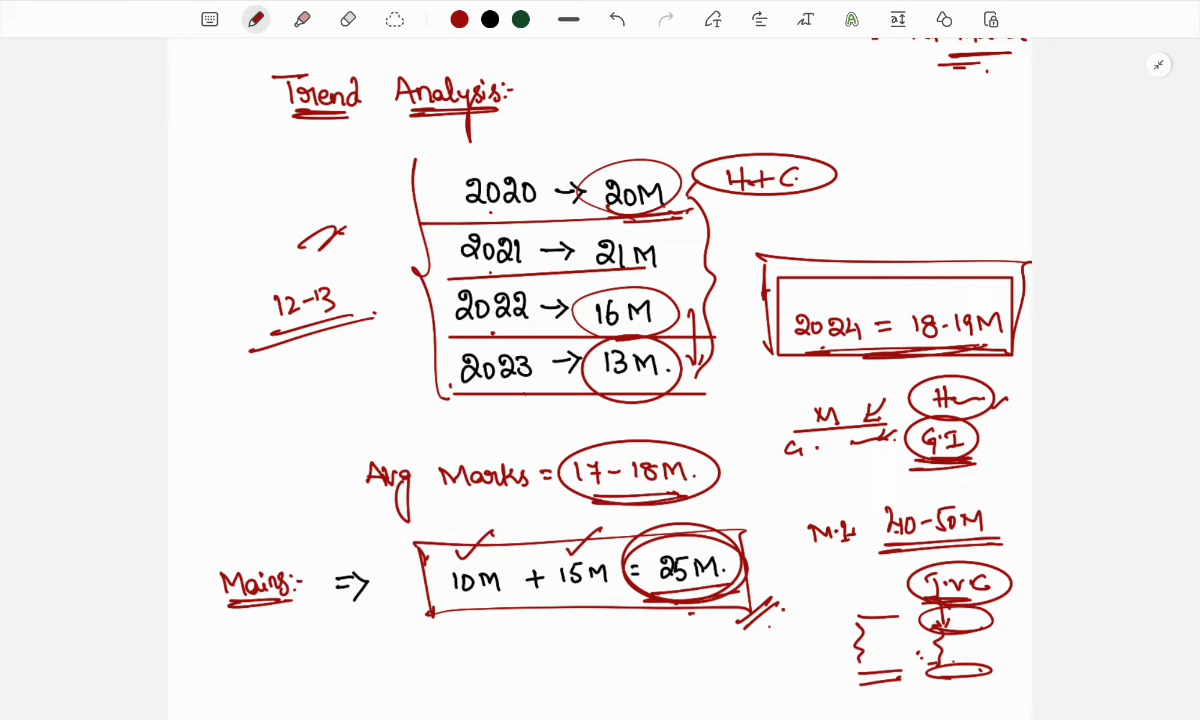 Trend Analysis:-
2020 → 20M
H+C.
2021 → 21M
2022 → 16M
12-13
2024 = 18-19M
2023 → 13M.
M
G.I
G.
Avg Marks = 17-18M.
40-50M
Mains:- ⇒ 10M + 15M = 25M.